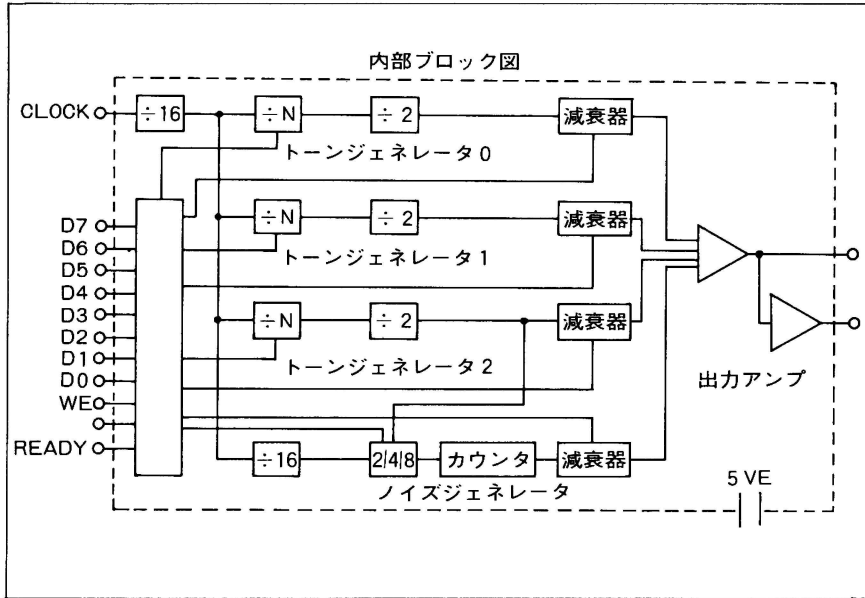 内部ブロック図
CLOCK
÷16
÷N
÷2
減衰器
トーンジェネレータ0
D7
D6
D5
D4
D3
D2
D1
D0
WE
READY
÷N
÷2
減衰器
トーンジェネレータ1
÷N
÷2
減衰器
トーンジェネレータ2
出力アンプ
÷16
2/4/8
カウンタ
減衰器
ノイズジェネレータ
5 VE